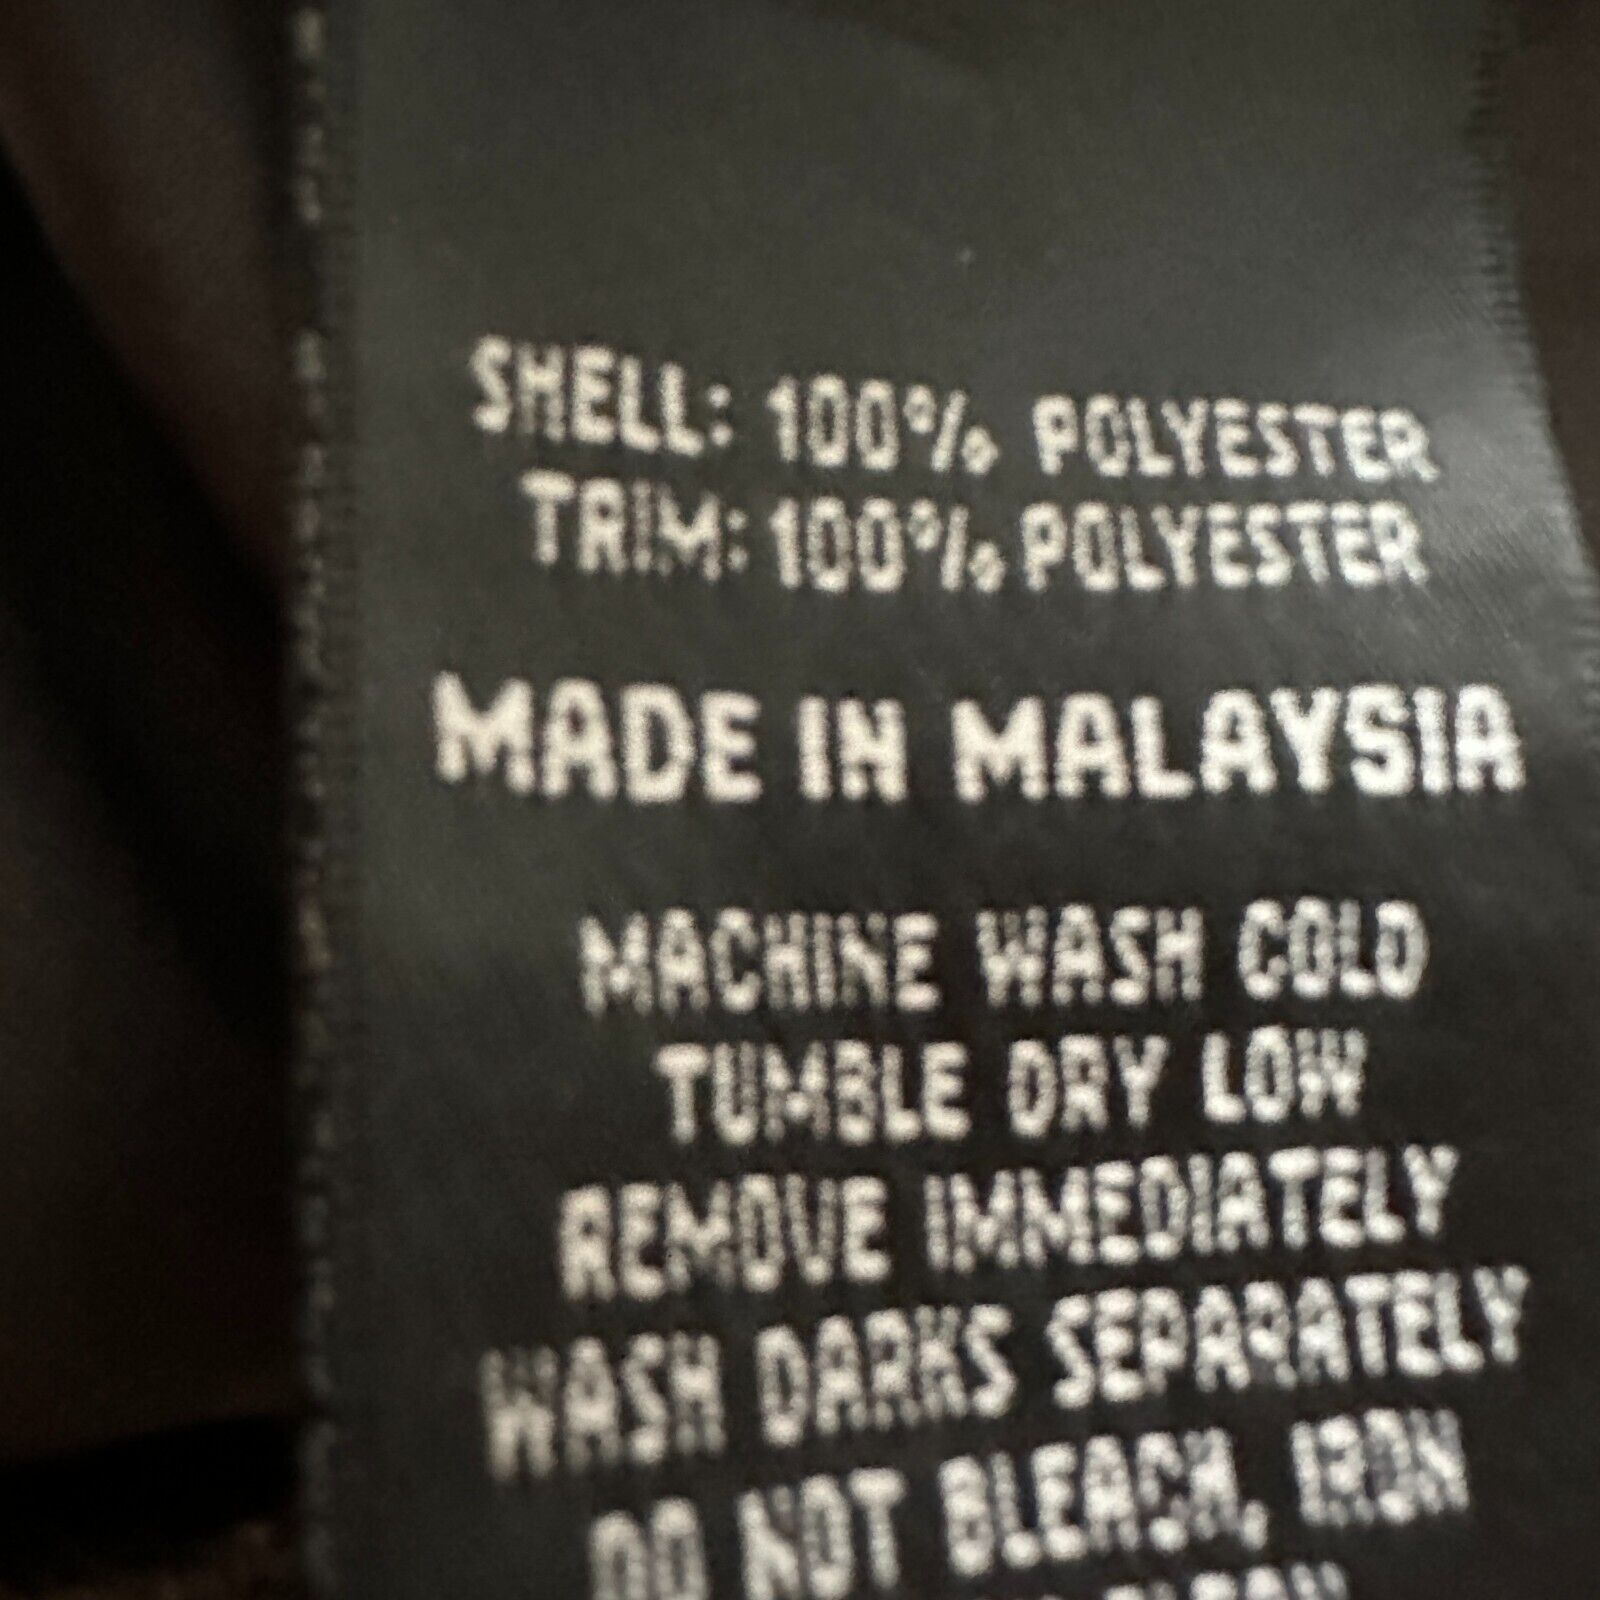 SHELL: 100% POLYESTER
TRIM: 100% POLYESTER
MADE IN MALAYSIA
MACHINE WASH COLD
TUMBLE DRY LOW
REMOVE IMMEDIATELY
WASH DARKS SEPARATELY
DO NOT BLEACH, IRON